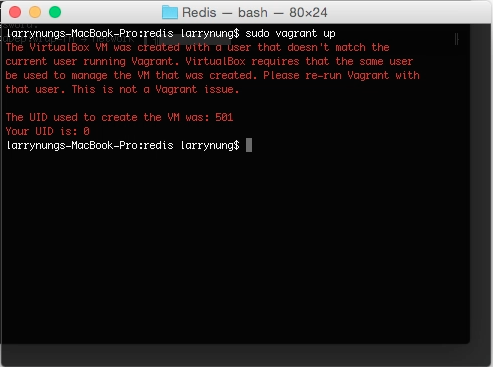 Redis — bash — 80×24
larrynungs-MacBook-Pro:redis larrynung$ sudo vagrant up
The VirtualBox VM was created with a user that doesn't match the
current user running Vagrant. VirtualBox requires that the same user
be used to manage the VM that was created. Please re-run Vagrant with
that user. This is not a Vagrant issue.
The UID used to create the VM was: 501
Your UID is: 0
larrynungs-MacBook-Pro:redis larrynung$